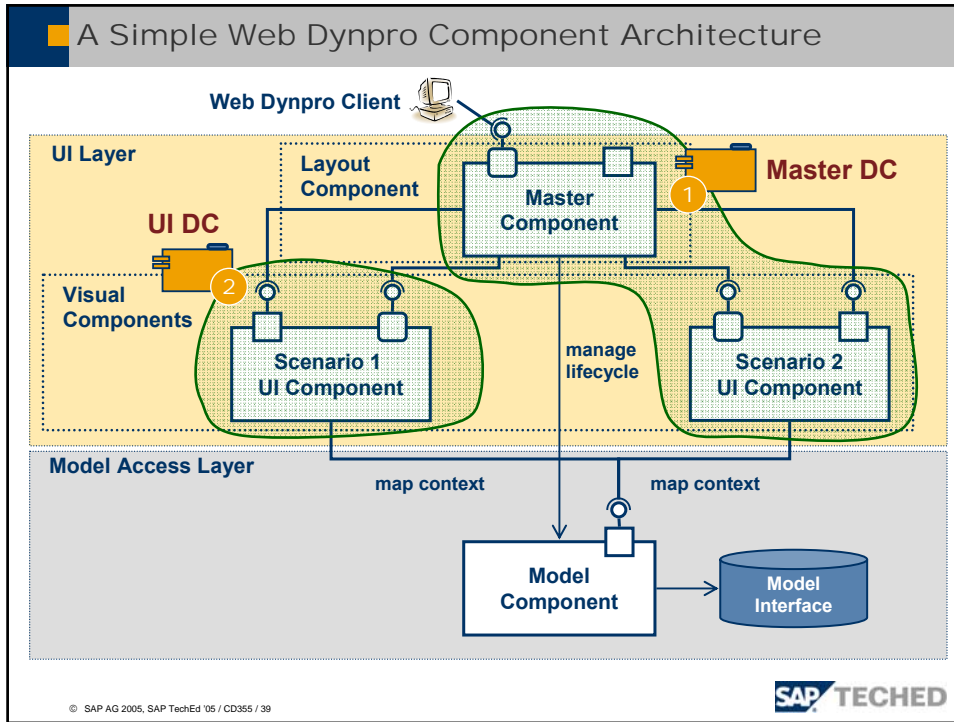 A Simple Web Dynpro Component Architecture
Web Dynpro Client
UI Layer
Layout
Component
Master
Component
1
Master DC
UI DC
2
Visual
Components
Scenario 1
UI Component
manage
lifecycle
Scenario 2
UI Component
Model Access Layer
map context
map context
Model
Component
Model
Interface
© SAP AG 2005, SAP TechEd '05 / CD355 / 39
SAP TECHED